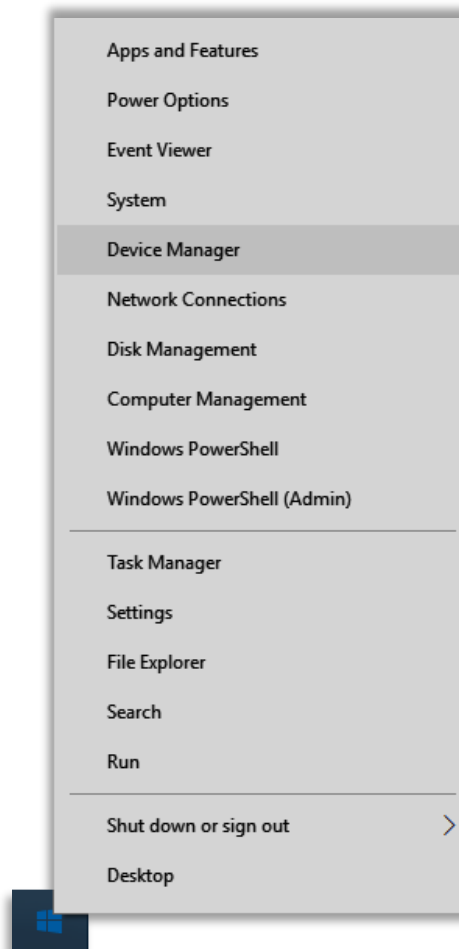 Apps and Features
Power Options
Event Viewer
System
Device Manager
Network Connections
Disk Management
Computer Management
Windows PowerShell
Windows PowerShell (Admin)
Task Manager
Settings
File Explorer
Search
Run
Shut down or sign out
Desktop